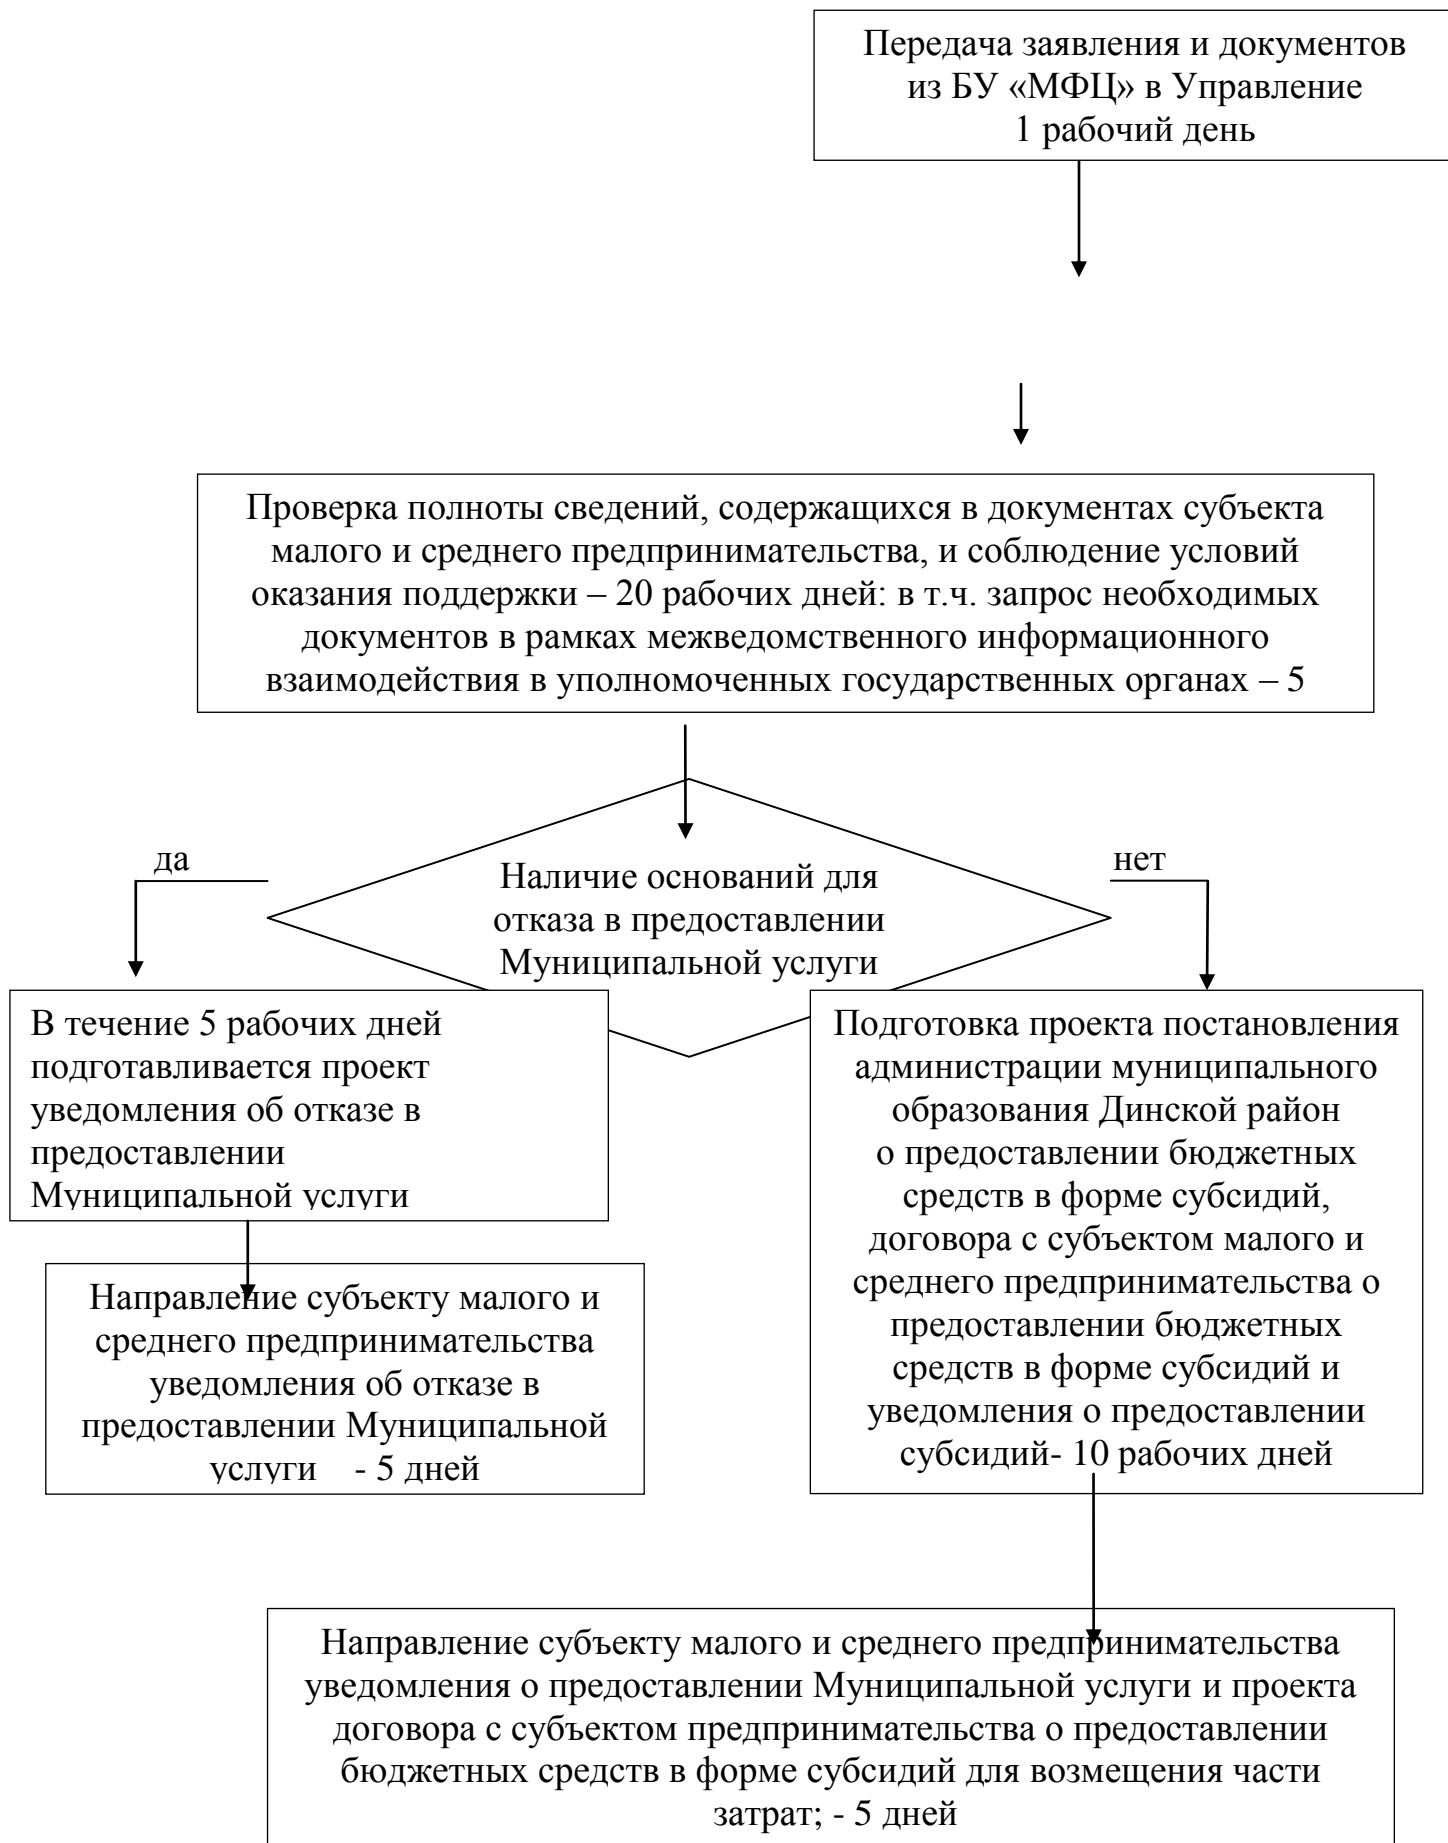 Передача заявления и документов
из БУ «МФЦ» в Управление
1 рабочий день
Проверка полноты сведений, содержащихся в документах субъекта
малого и среднего предпринимательства, и соблюдение условий
оказания поддержки – 20 рабочих дней: в т.ч. запрос необходимых
документов в рамках межведомственного информационного
взаимодействия в уполномоченных государственных органах – 5
да
нет
Наличие оснований для
отказа в предоставлении
Муниципальной услуги
В течение 5 рабочих дней
подготавливается проект
уведомления об отказе в
предоставлении
Муниципальной услуги
Направление субъекту малого и
среднего предпринимательства
уведомления об отказе в
предоставлении Муниципальной
услуги - 5 дней
Подготовка проекта постановления
администрации муниципального
образования Динской район
о предоставлении бюджетных
средств в форме субсидий,
договора с субъектом малого и
среднего предпринимательства о
предоставлении бюджетных
средств в форме субсидий и
уведомления о предоставлении
субсидий- 10 рабочих дней
Направление субъекту малого и среднего предпринимательства
уведомления о предоставлении Муниципальной услуги и проекта
договора с субъектом предпринимательства о предоставлении
бюджетных средств в форме субсидий для возмещения части
затрат; - 5 дней